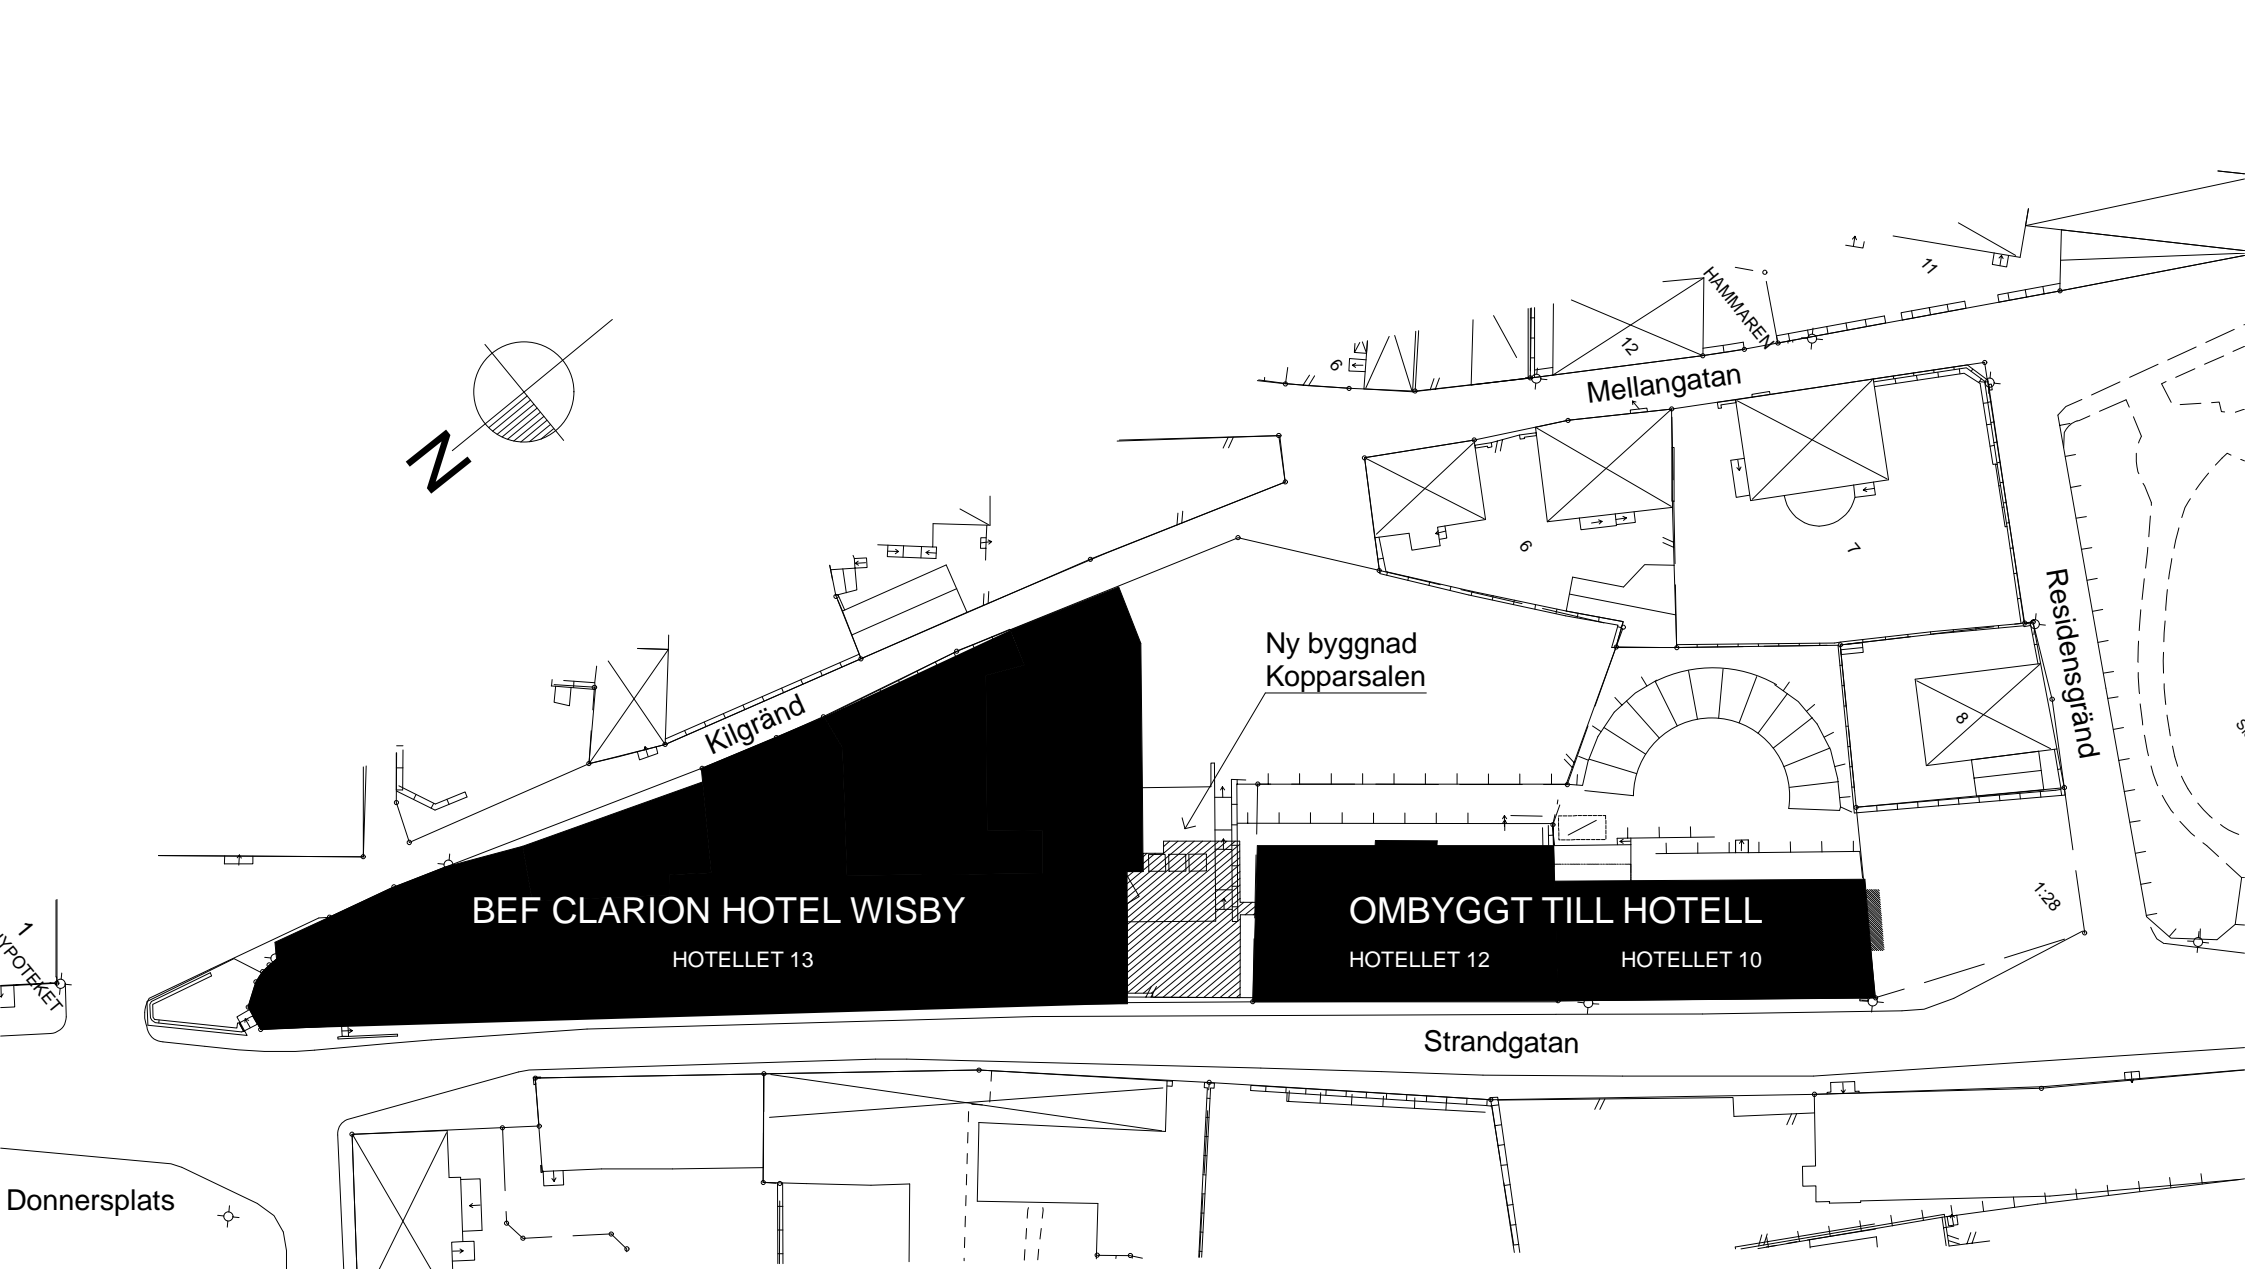 11
HAMMAREN
12
6
Mellangatan
N
6
7
Residensgränd
Ny byggnad
Kopparsalen
Kilgränd
8
1:28
BEF CLARION HOTEL WISBY
OMBYGGT TILL HOTELL
HOTELLET 13
HOTELLET 12
HOTELLET 10
1
Strandgatan
Donnersplats